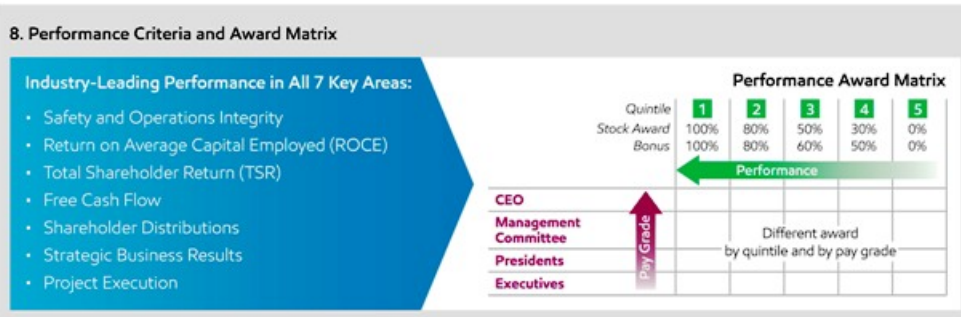 8. Performance Criteria and Award Matrix
Industry-Leading Performance in All 7 Key Areas:
• Safety and Operations Integrity
• Return on Average Capital Employed (ROCE)
• Total Shareholder Return (TSR)
• Free Cash Flow
• Shareholder Distributions
• Strategic Business Results
• Project Execution
Performance Award Matrix
Quintile 1 2 3 4 5
Stock Award 100% 80% 50% 30% 0%
Bonus 100% 80% 60% 50% 0%
Performance
CEO
Management
Committee
Presidents
Executives
Pay Grade
Different award
by quintile and by pay grade